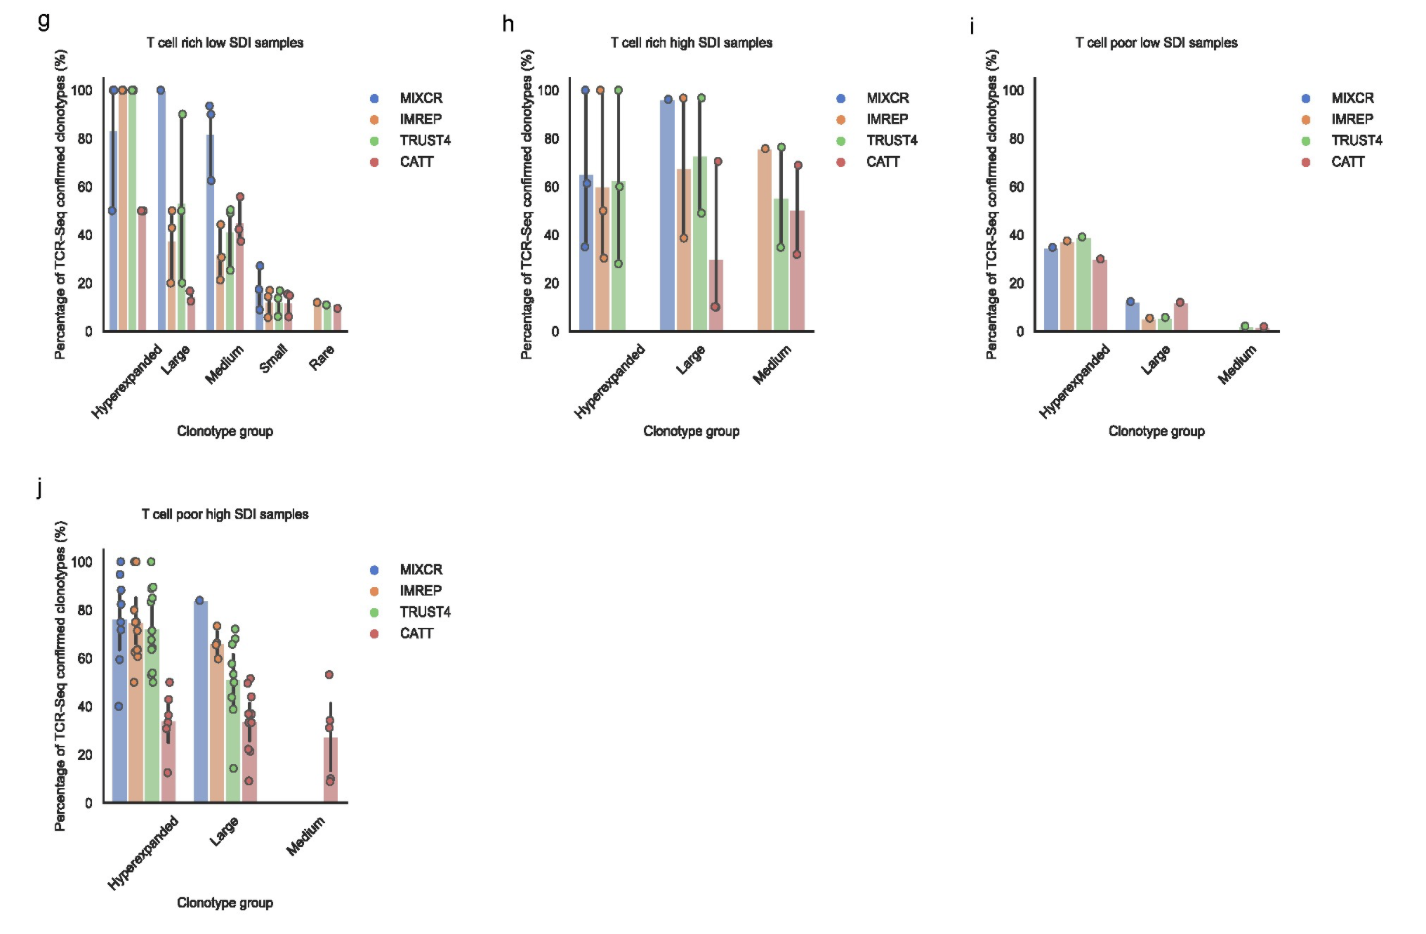 g
T cell rich low SDI samples
Percentage of TCR-Seq confirmed clonotypes (%)
100
80
60
40
20
0
Hyperexpanded
Large
Medium
Small
Rare
Clonotype group
MIXCR
IMREP
TRUST4
CATT
h
T cell rich high SDI samples
Percentage of TCR-Seq confirmed clonotypes (%)
100
80
60
40
20
0
Hyperexpanded
Large
Medium
Clonotype group
MIXCR
IMREP
TRUST4
CATT
i
T cell poor low SDI samples
Percentage of TCR-Seq confirmed clonotypes (%)
100
80
60
40
20
0
Hyperexpanded
Large
Medium
Clonotype group
MIXCR
IMREP
TRUST4
CATT
j
T cell poor high SDI samples
Percentage of TCR-Seq confirmed clonotypes (%)
100
80
60
40
20
0
Hyperexpanded
Large
Medium
Clonotype group
MIXCR
IMREP
TRUST4
CATT